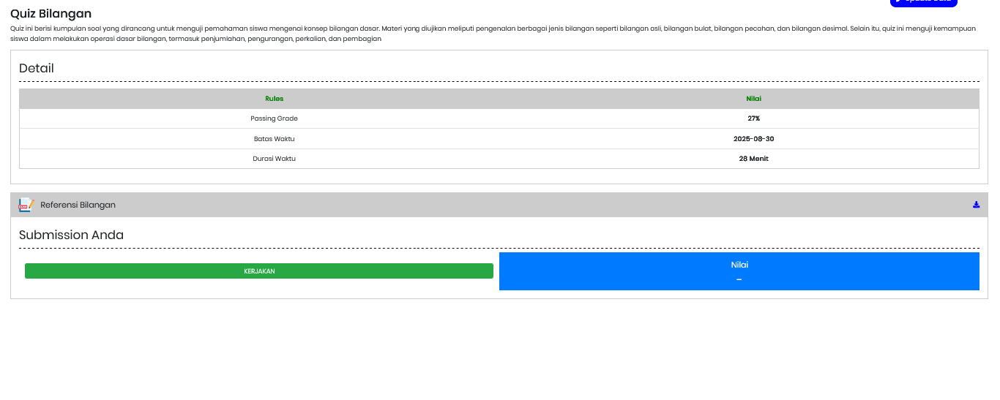 Quiz Bilangan
Quiz ini berisi kumpulan soal yang dirancang untuk menguji pemahaman siswa mengenai konsep bilangan dasar. Materi yang diujikan meliputi pengenalan berbagai jenis bilangan seperti bilangan asli, bilangan bulat, bilangan pecahan, dan bilangan desimal. Selain itu, quiz ini menguji kemampuan
siswa dalam melakukan operasi dasar bilangan, termasuk penjumlahan, pengurangan, perkalian, dan pembagian
Detail
Rules Nilai
Passing Grade 27%
Batas Waktu 2025-08-30
Durasi Waktu 28 Menit
Referensi Bilangan
Submission Anda
KERJAKAN
Nilai
–